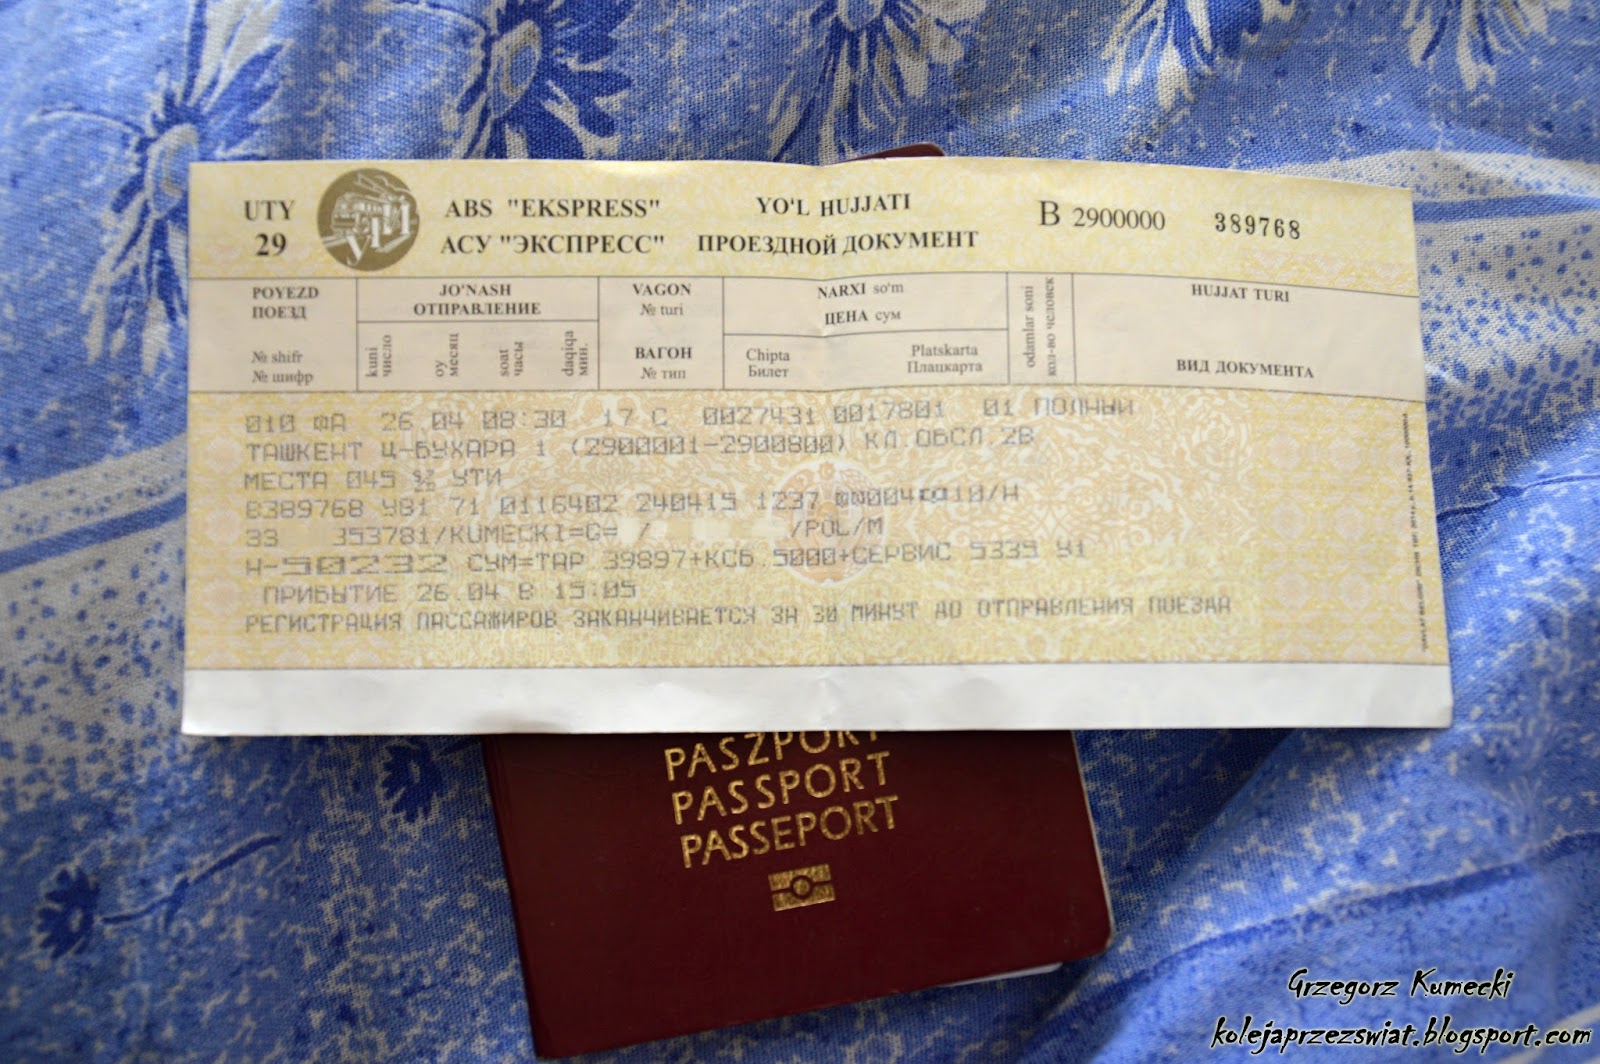 UTY
29
ABS "EKSPRESS"
АСУ "ЭКСПРЕСС"
YO'L HUJJATI
ПРОЕЗДНОЙ ДОКУМЕНТ
В 2900000 389768
POYEZD
ПОЕЗД
№ shifr
№ шифр
JO'NASH
ОТПРАВЛЕНИЕ
kuni
число
oy
месяц
soat
часы
daqiqa
мин.
VAGON
№ turi
ВАГОН
№ тип
NARXI so'm
ЦЕНА сум
Chipta
Билет
Platskarta
Плацкарта
odamlar soni
кол-во человек
HUJJAT TURI
ВИД ДОКУМЕНТА
010 ФА 26.04 08:30 17 С 0027431 0017801 01 ПОЛНЫЙ
ТАШКЕНТ Ц-БУХАРА 1 (2900001-2900800) КЛ.ОБСЛ.2В
МЕСТА 045 УТИ
В389768 У81 71 0116402 240415 1237
ЗЗ 353781/KUMECKI=G= / /POL/M
Н-50232 СУМ=ТАР.39897+КСБ.5000+СЕРВИС 5335 У1
ПРИБЫТИЕ 26.04 В 15:05
РЕГИСТРАЦИЯ ПАССАЖИРОВ ЗАКАНЧИВАЕТСЯ ЗА 30 МИНУТ ДО ОТПРАВЛЕНИЯ ПОЕЗДА
PASZPORT
PASSPORT
PASSEPORT
Grzegorz Kumecki
kolejaprzezswiat.blogsport.com